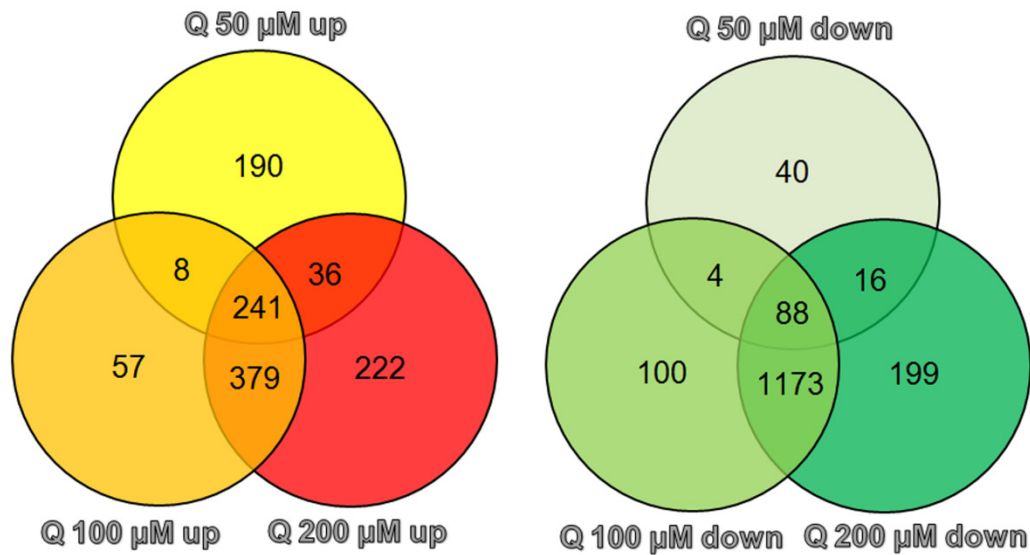 Q 50 µM up
190
8
36
241
57
379
222
Q 100 µM up
Q 200 µM up
Q 50 µM down
40
4
16
88
100
1173
199
Q 100 µM down
Q 200 µM down